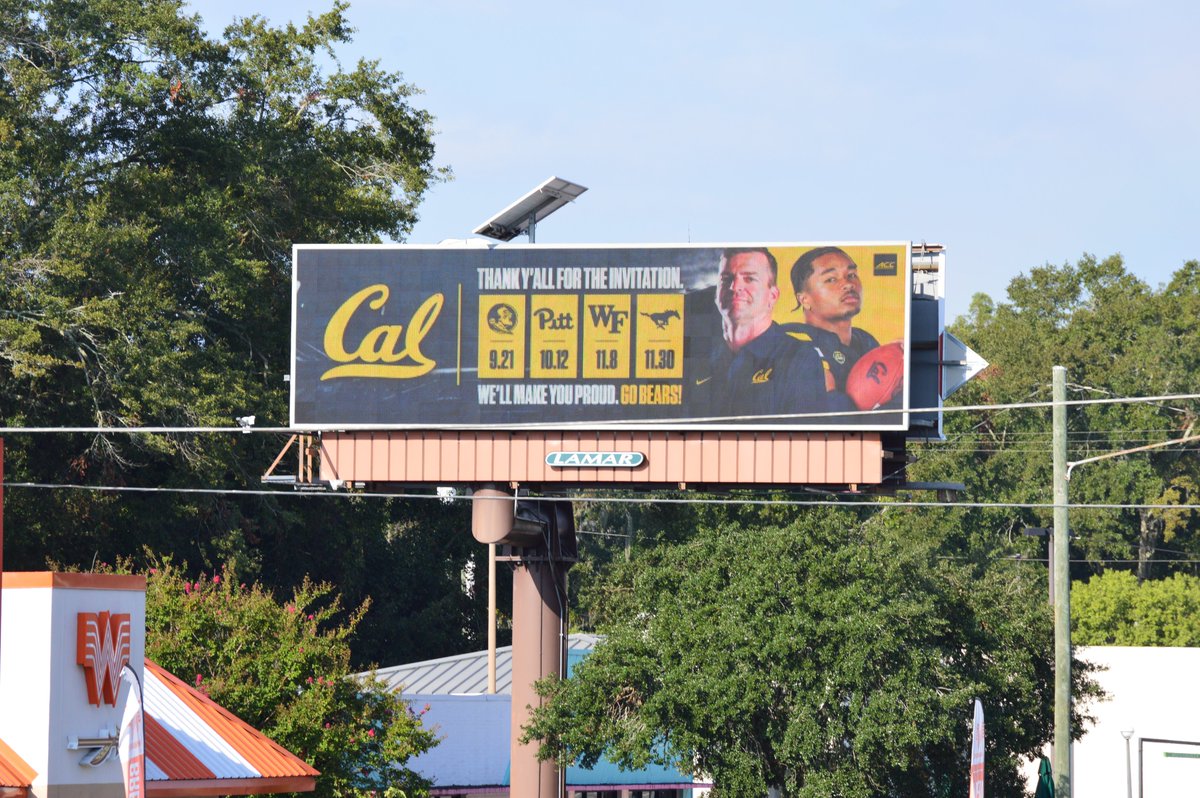 Cal
THANK Y'ALL FOR THE INVITATION.
Pitt WF
9.21 10.12 11.8 11.30
WE'LL MAKE YOU PROUD. GO BEARS!
ACC
Cal
LAMAR
W